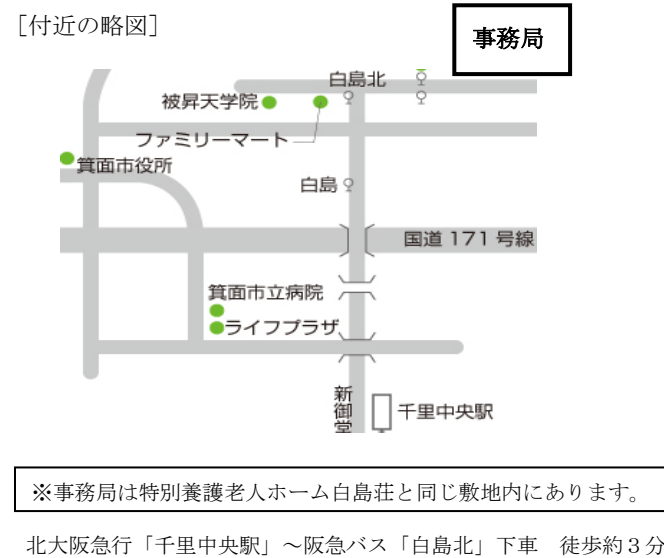 ［付近の略図］
事務局
白島北
被昇天学院
ファミリーマート
箕面市役所
白島
国道 171 号線
箕面市立病院
ライフプラザ
新御堂
千里中央駅
※事務局は特別養護老人ホーム白島荘と同じ敷地内にあります。
北大阪急行「千里中央駅」～阪急バス「白島北」下車　徒歩約３分